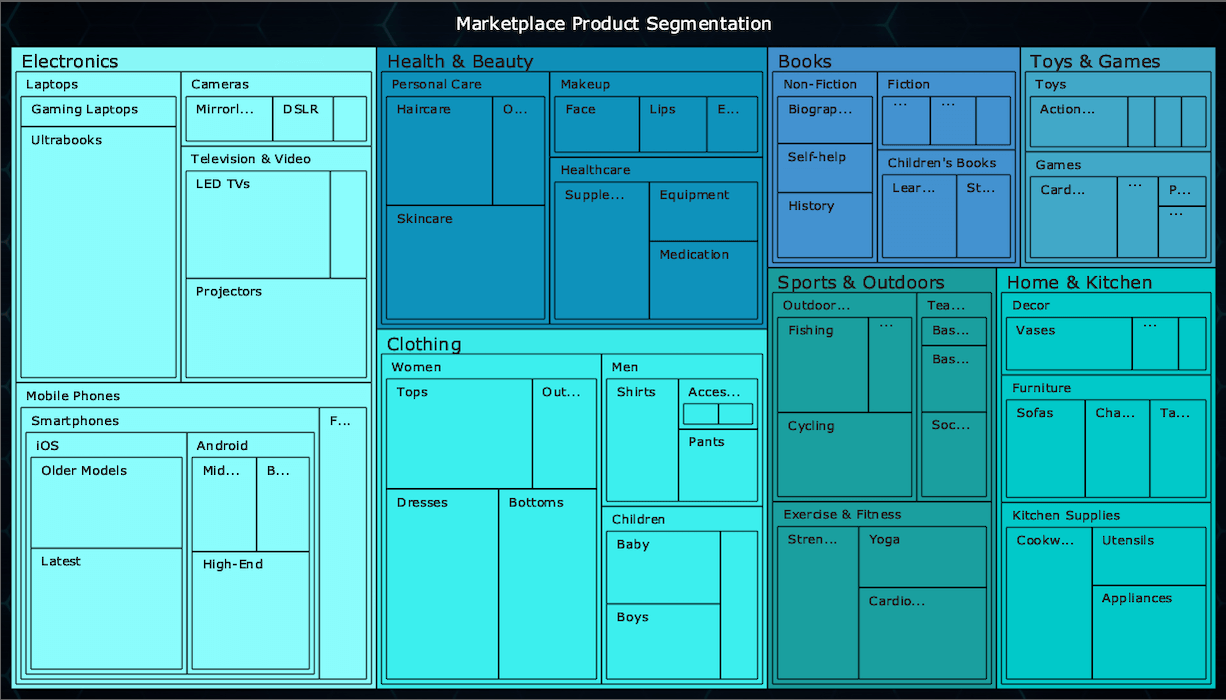 Marketplace Product Segmentation
Electronics
Laptops
Gaming Laptops
Ultrabooks
Cameras
Mirrorl...
DSLR
Television & Video
LED TVs
Projectors
Mobile Phones
Smartphones
iOS
Older Models
Latest
Android
Mid...
B...
High-End
F...
Health & Beauty
Personal Care
Haircare
O...
Skincare
Makeup
Face
Lips
E...
Healthcare
Supple...
Equipment
Medication
Clothing
Women
Tops
Out...
Dresses
Bottoms
Men
Shirts
Acces...
Pants
Children
Baby
Boys
Books
Non-Fiction
Biograp...
Self-help
History
Fiction
...
...
Children's Books
Lear...
St...
Toys & Games
Toys
Action...
Games
Card...
...
P...
...
Sports & Outdoors
Outdoor...
Fishing
...
Cycling
Tea...
Bas...
Bas...
Soc...
Exercise & Fitness
Stren...
Yoga
Cardio...
Home & Kitchen
Decor
Vases
...
Furniture
Sofas
Cha...
Ta...
Kitchen Supplies
Cookw...
Utensils
Appliances